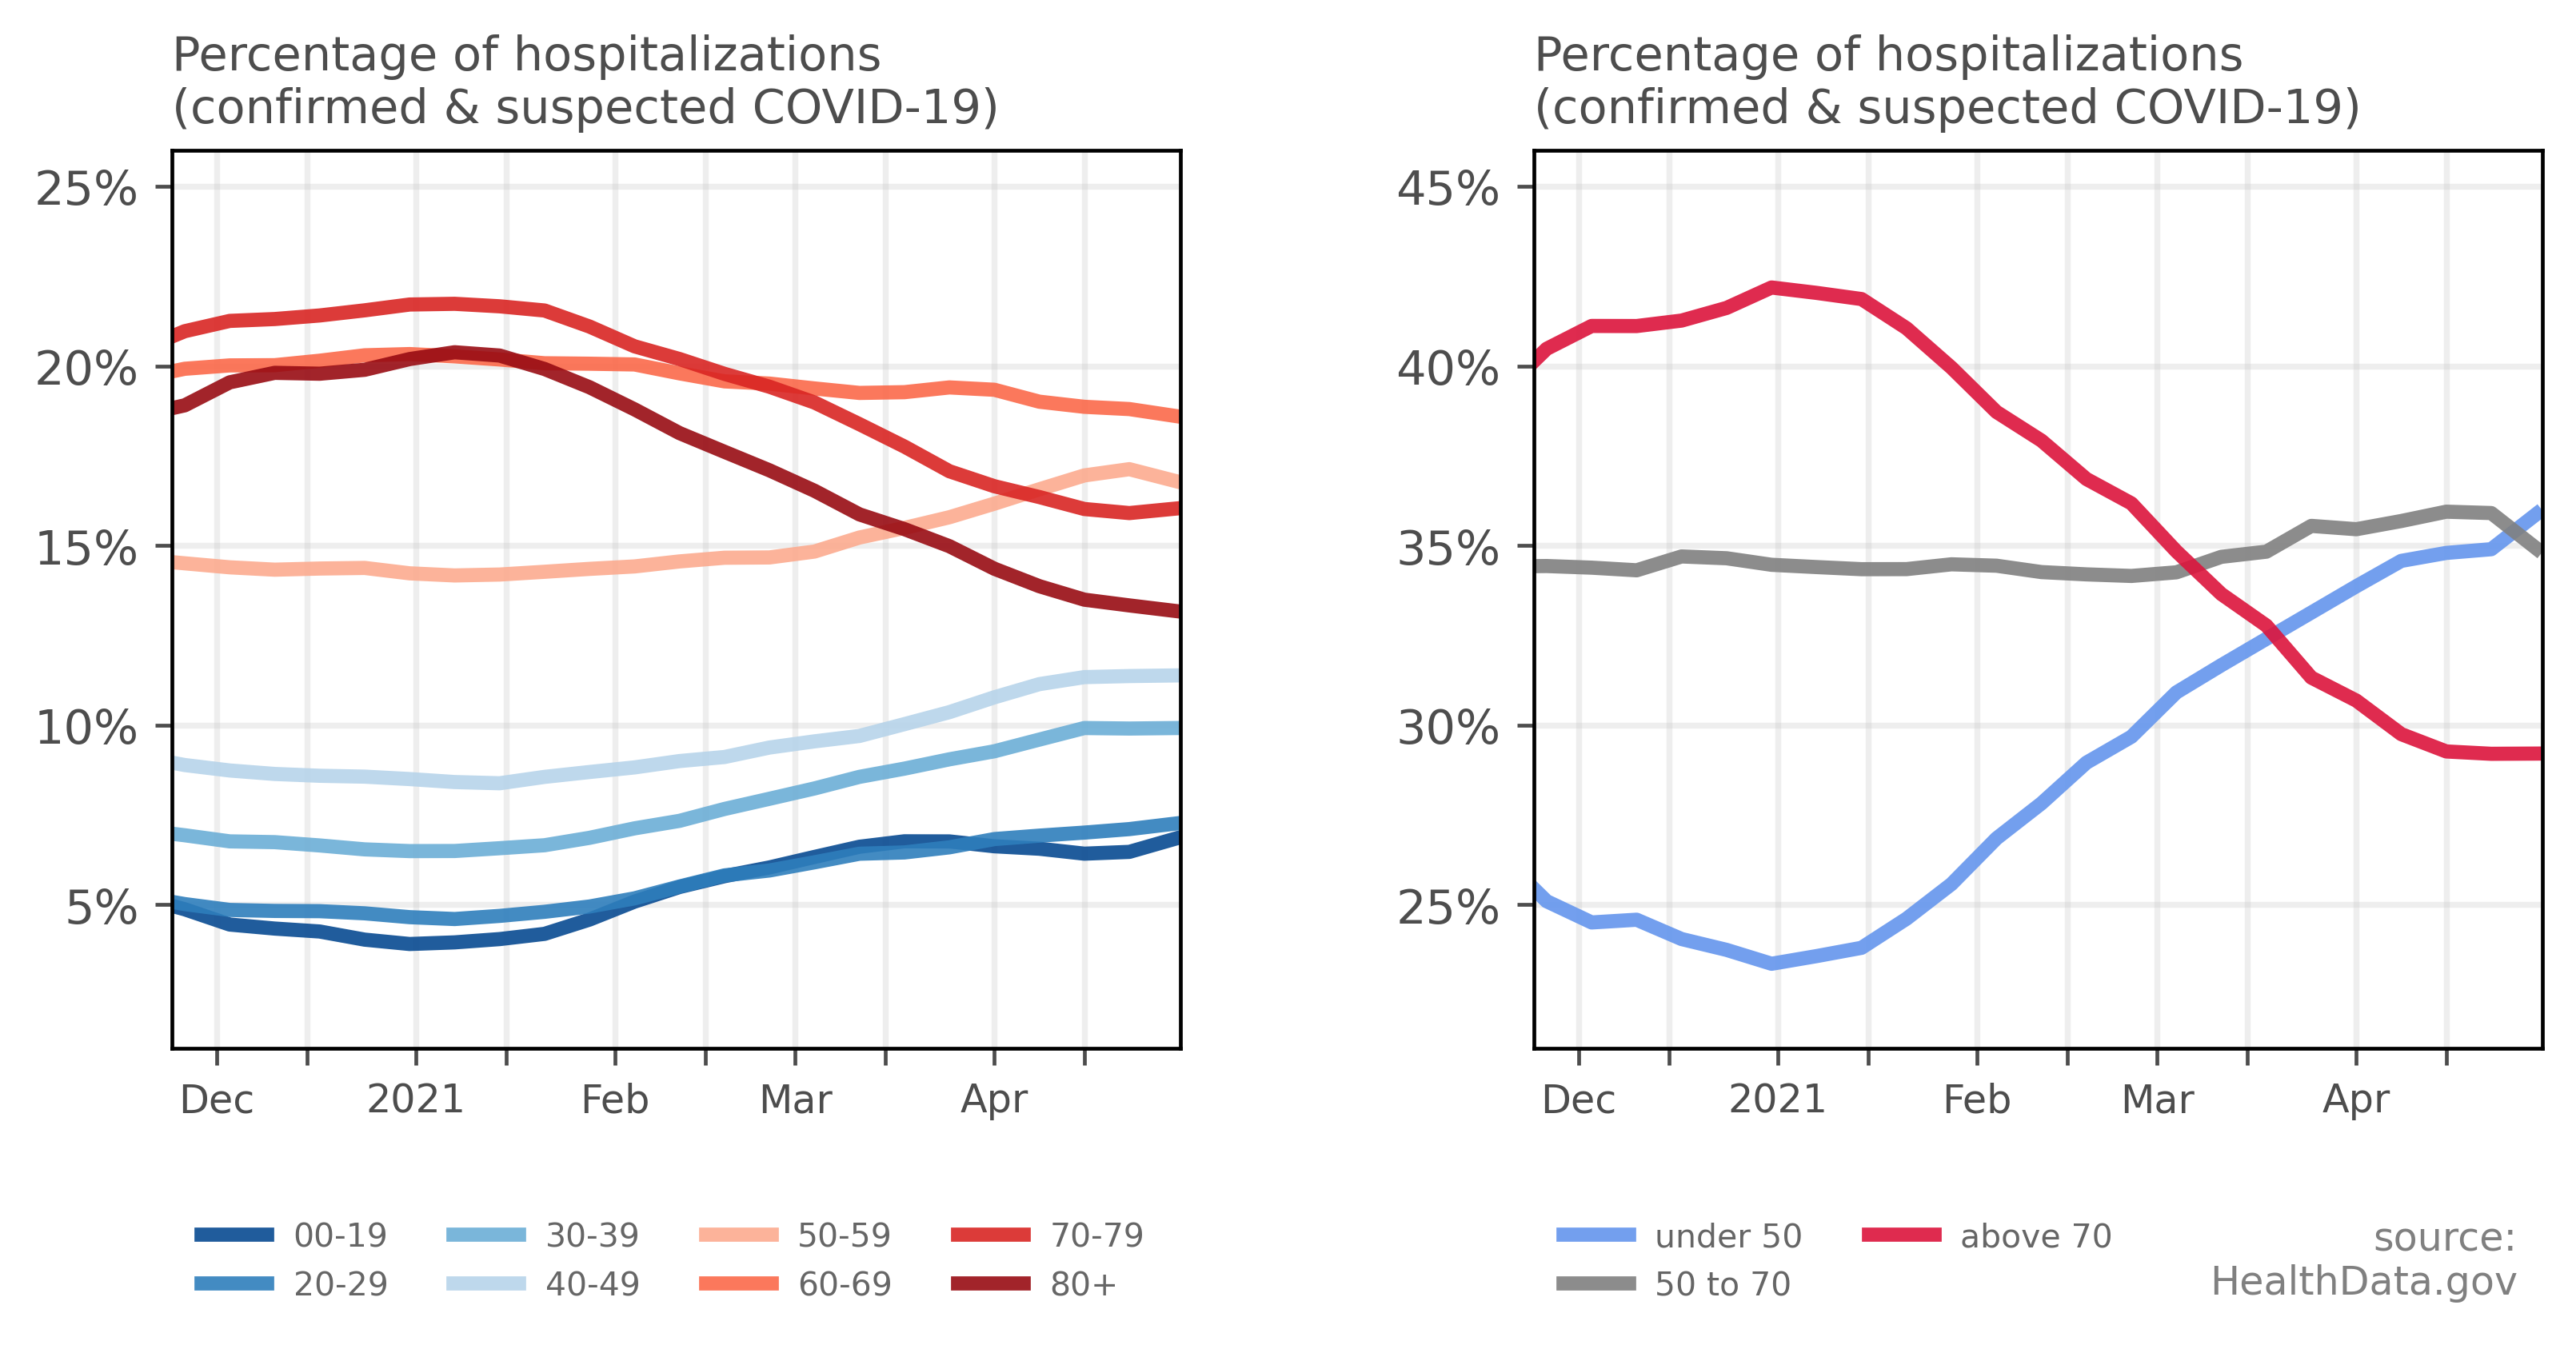 Percentage of hospitalizations
(confirmed & suspected COVID-19)
25%
20%
15%
10%
5%
Dec 2021 Feb Mar Apr
00-19 30-39 50-59 70-79
20-29 40-49 60-69 80+
Percentage of hospitalizations
(confirmed & suspected COVID-19)
45%
40%
35%
30%
25%
Dec 2021 Feb Mar Apr
under 50 above 70
50 to 70
source:
HealthData.gov